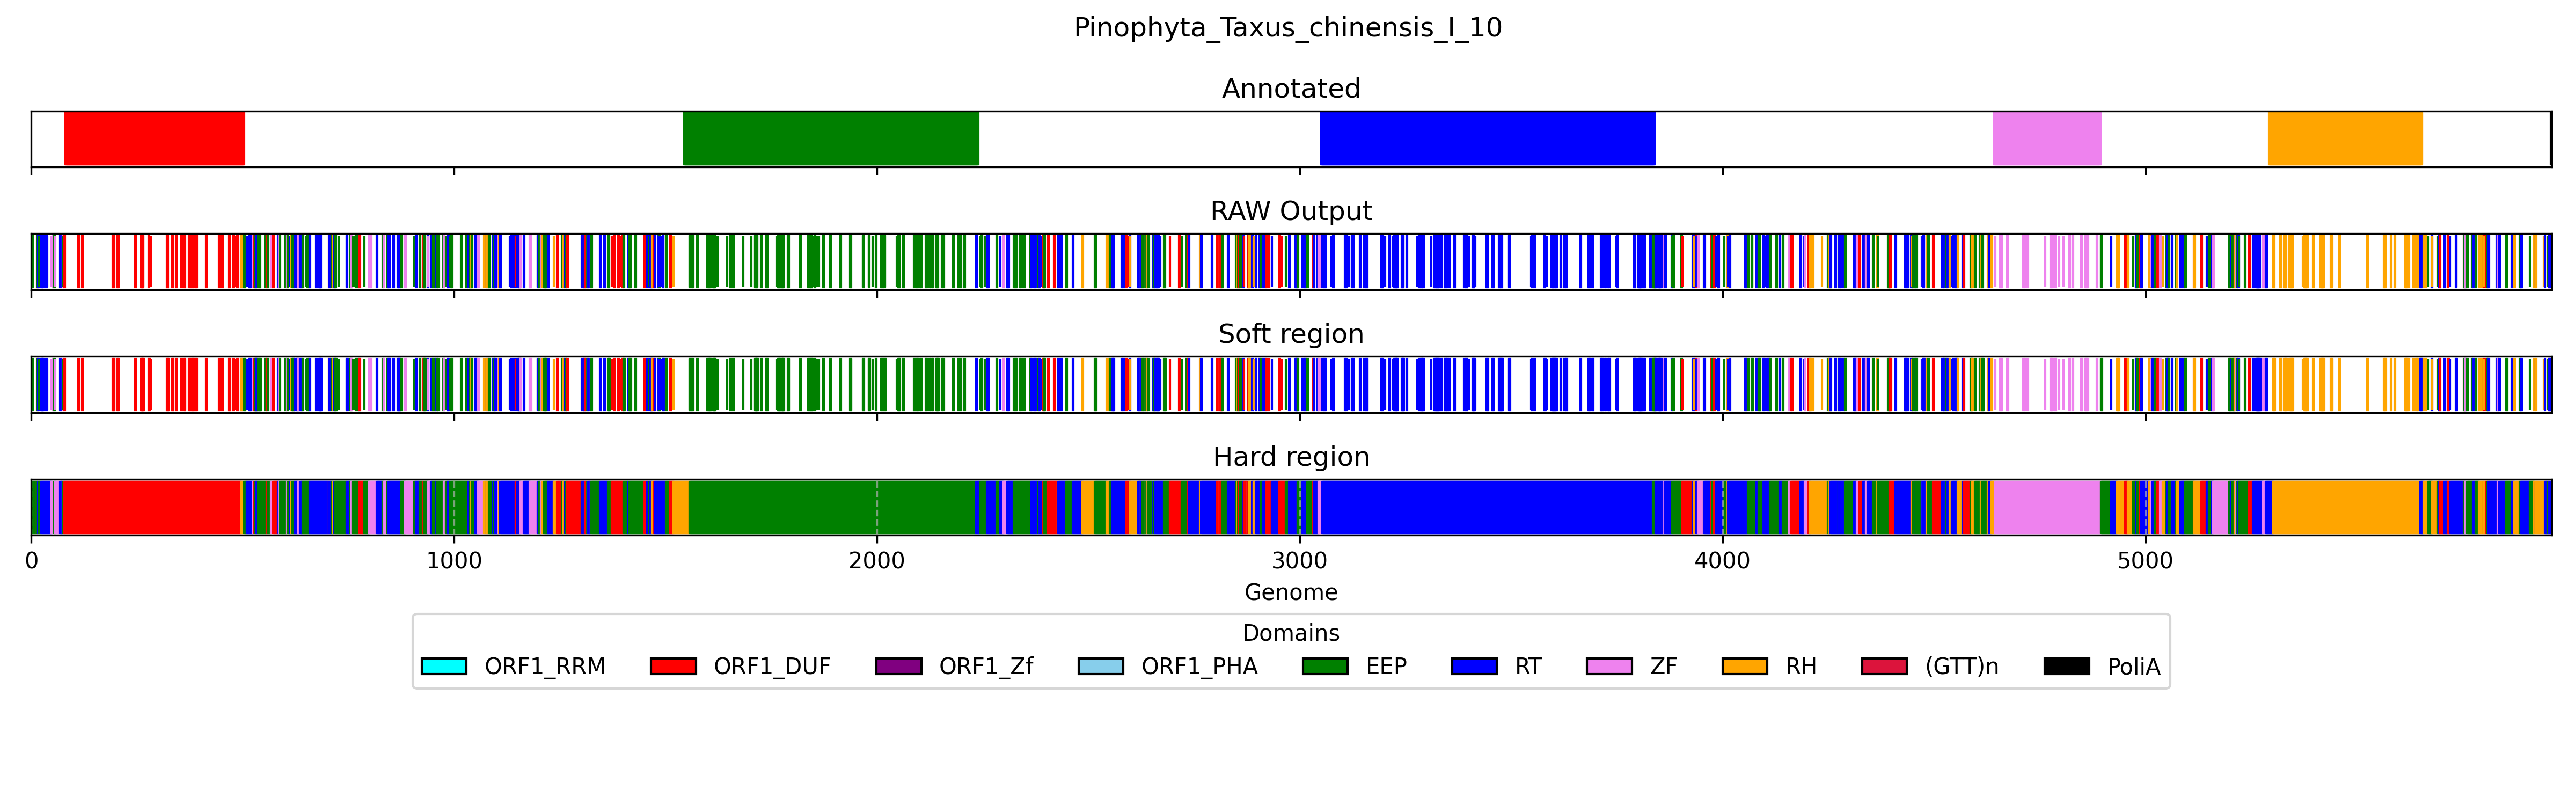 Pinophyta_Taxus_chinensis_I_10
Annotated
RAW Output
Soft region
Hard region
0 1000 2000 3000 4000 5000
Genome
Domains
ORF1_RRM ORF1_DUF ORF1_Zf ORF1_PHA EEP RT ZF RH (GTT)n PoliA